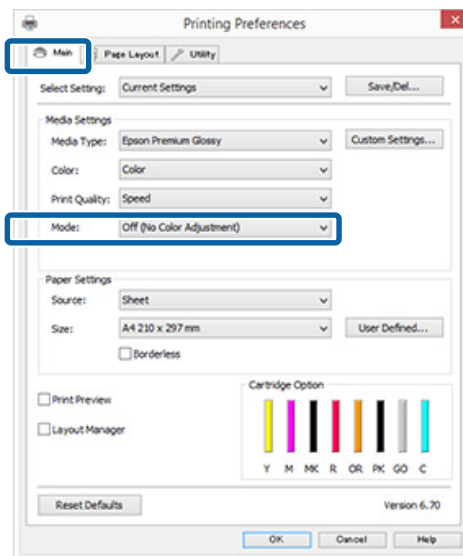 Printing Preferences
Main Page Layout Utility
Select Setting: Current Settings Save/Del...
Media Settings
Media Type: Epson Premium Glossy Custom Settings...
Color: Color
Print Quality: Speed
Mode: Off (No Color Adjustment)
Paper Settings
Source: Sheet
Size: A4 210 x 297 mm User Defined...
Borderless
Cartridge Option
Print Preview
Layout Manager
Y M MK R OR PK GO C
Reset Defaults Version 6.70
OK Cancel Help